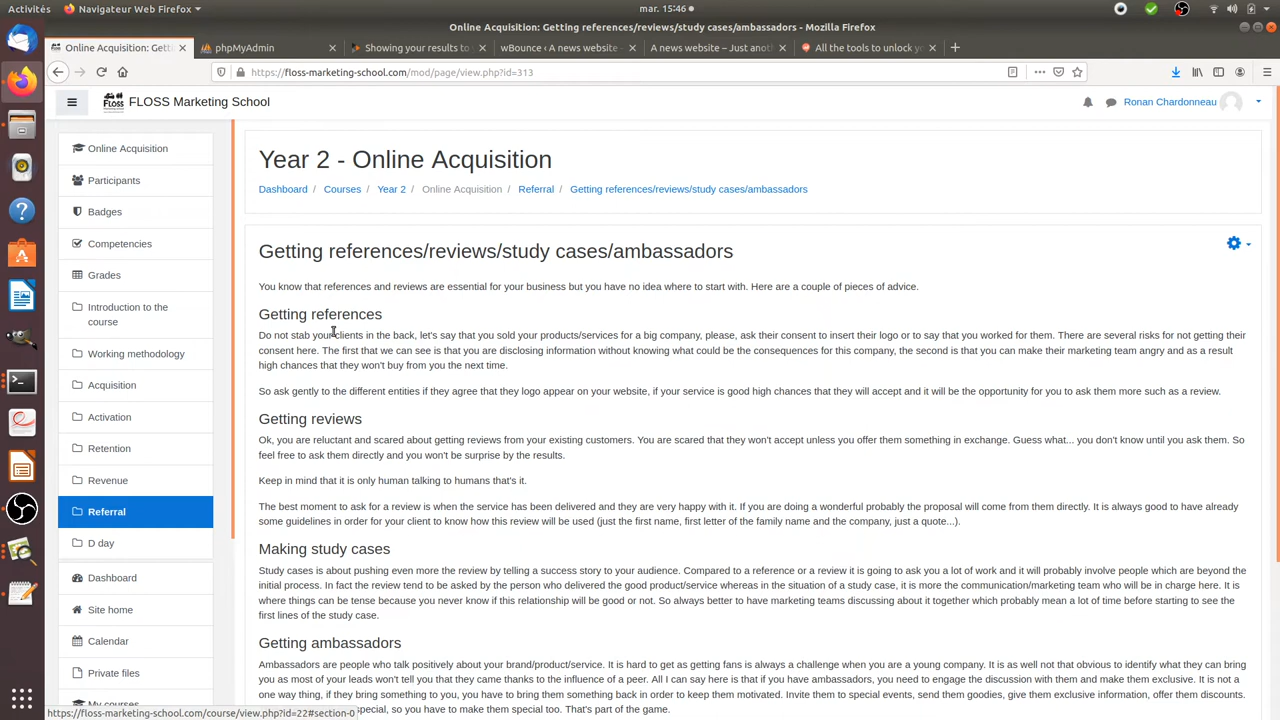 Activités
Navigateur Web Firefox
mar. 15:46
Online Acquisition: Getting references/reviews/study cases/ambassadors - Mozilla Firefox
Online Acquisition: Gett
phpMyAdmin
Showing your results to
wBounce ‹ A news website –
A news website – Just anot
All the tools to unlock yo
https://floss-marketing-school.com/mod/page/view.php?id=313
FLOSS Marketing School
Ronan Chardonneau
Online Acquisition
Participants
Badges
Competencies
Grades
Introduction to the
course
Working methodology
Acquisition
Activation
Retention
Revenue
Referral
D day
Dashboard
Site home
Calendar
Private files
My courses
Year 2 - Online Acquisition
Dashboard / Courses / Year 2 / Online Acquisition / Referral / Getting references/reviews/study cases/ambassadors
Getting references/reviews/study cases/ambassadors
You know that references and reviews are essential for your business but you have no idea where to start with. Here are a couple of pieces of advice.
Getting references
Do not stab your clients in the back, let's say that you sold your products/services for a big company, please, ask their consent to insert their logo or to say that you worked for them. There are several risks for not getting their
consent here. The first that we can see is that you are disclosing information without knowing what could be the consequences for this company, the second is that you can make their marketing team angry and as a result
high chances that they won't buy from you the next time.
So ask gently to the different entities if they agree that they logo appear on your website, if your service is good high chances that they will accept and it will be the opportunity for you to ask them more such as a review.
Getting reviews
Ok, you are reluctant and scared about getting reviews from your existing customers. You are scared that they won't accept unless you offer them something in exchange. Guess what... you don't know until you ask them. So
feel free to ask them directly and you won't be surprise by the results.
Keep in mind that it is only human talking to humans that's it.
The best moment to ask for a review is when the service has been delivered and they are very happy with it. If you are doing a wonderful probably the proposal will come from them directly. It is always good to have already
some guidelines in order for your client to know how this review will be used (just the first name, first letter of the family name and the company, just a quote...).
Making study cases
Study cases is about pushing even more the review by telling a success story to your audience. Compared to a reference or a review it is going to ask you a lot of work and it will probably involve people which are beyond the
initial process. In fact the review tend to be asked by the person who delivered the good product/service whereas in the situation of a study case, it is more the communication/marketing team who will be in charge here. It is
where things can be tense because you never know if this relationship will be good or not. So always better to have marketing teams discussing about it together which probably mean a lot of time before starting to see the
first lines of the study case.
Getting ambassadors
Ambassadors are people who talk positively about your brand/product/service. It is hard to get as getting fans is always a challenge when you are a young company. It is as well not that obvious to identify what they can bring
you as most of your leads won't tell you that they came thanks to the influence of a peer. All I can say here is that if you have ambassadors, you need to engage the discussion with them and make them exclusive. It is not a
one way thing, if they bring something to you, you have to bring them something back in order to keep them motivated. Invite them to special events, send them goodies, give them exclusive information, offer them discounts.
special, so you have to make them special too. That's part of the game.
https://floss-marketing-school.com/course/view.php?id=22#section-0